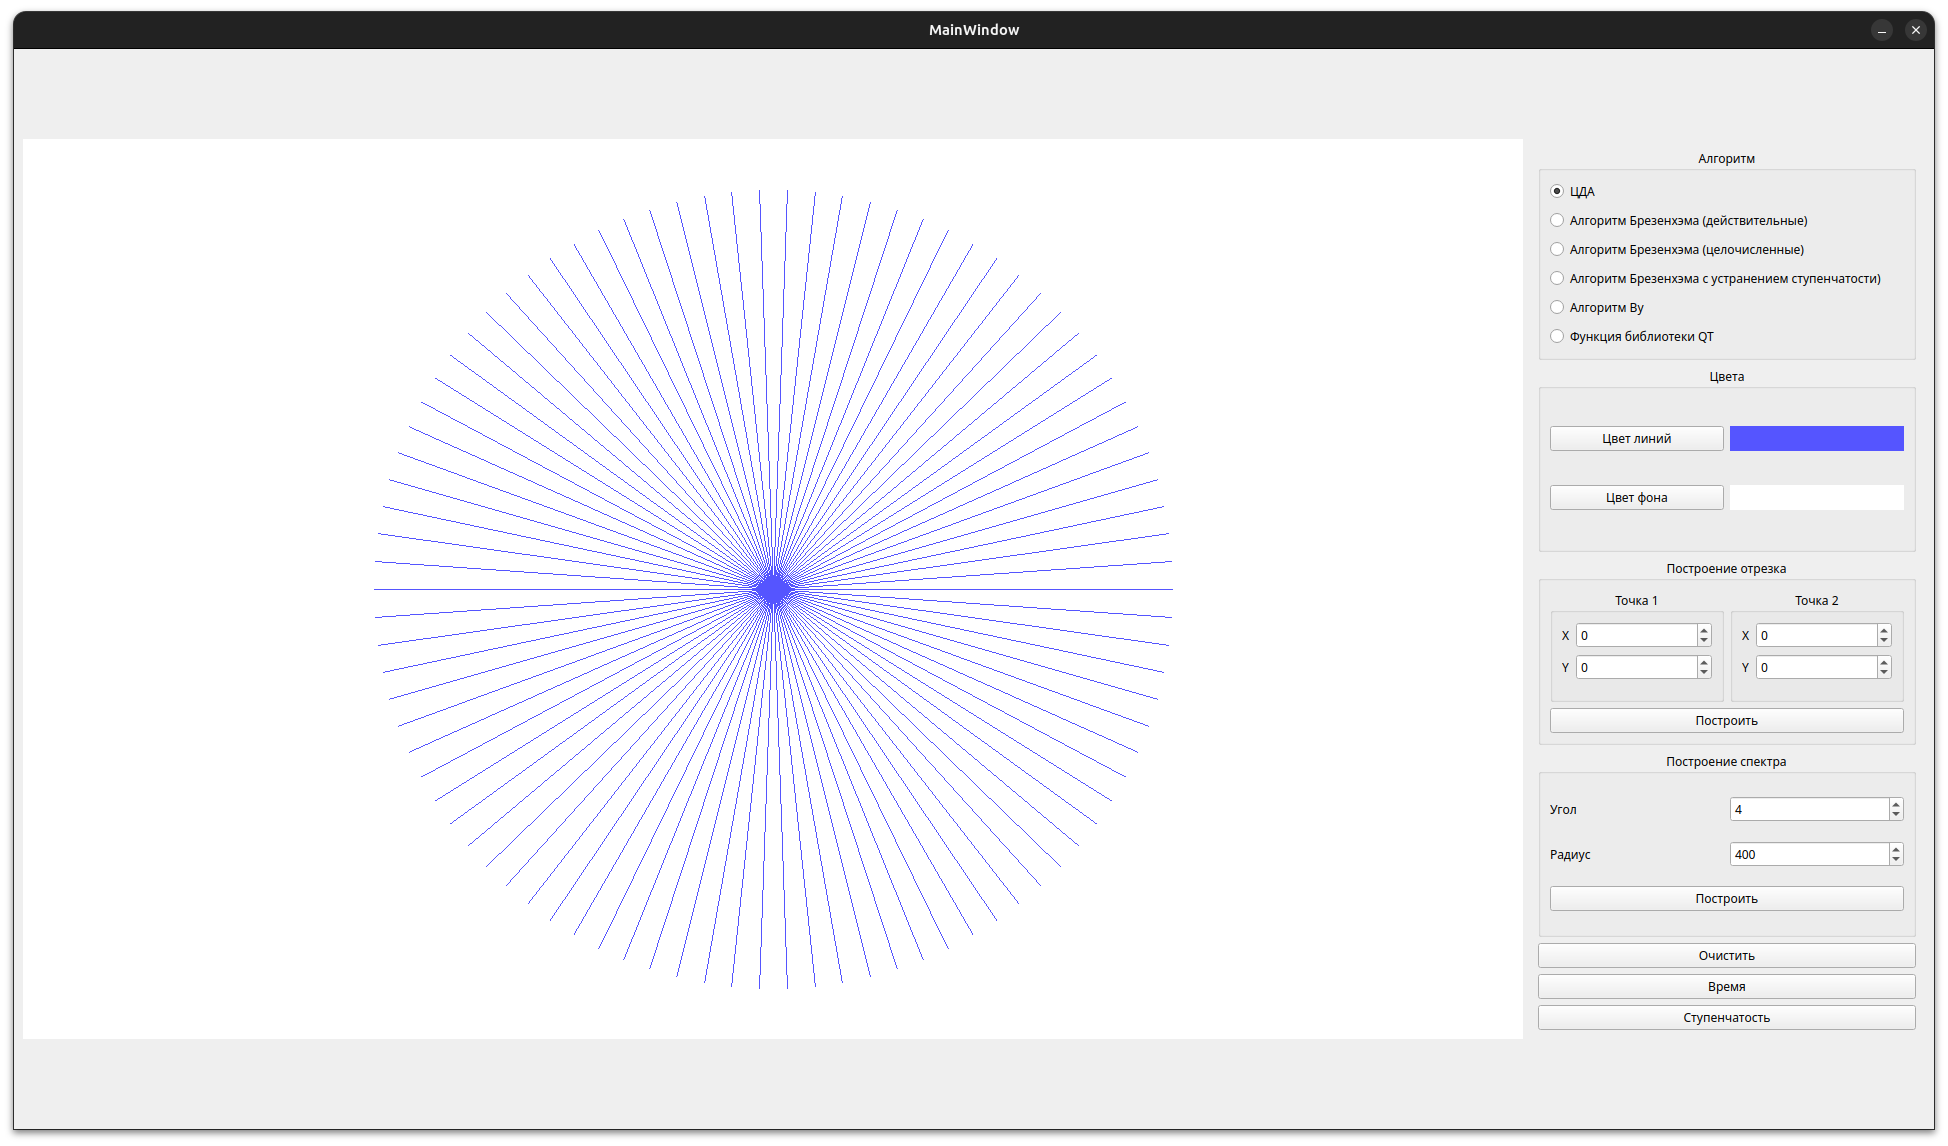 MainWindow
Алгоритм
ЦДА
Алгоритм Брезенхэма (действительные)
Алгоритм Брезенхэма (целочисленные)
Алгоритм Брезенхэма с устранением ступенчатости)
Алгоритм Ву
Функция библиотеки QT
Цвета
Цвет линий
Цвет фона
Построение отрезка
Точка 1 Точка 2
X 0 X 0
Y 0 Y 0
Построить
Построение спектра
Угол 4
Радиус 400
Построить
Очистить
Время
Ступенчатость